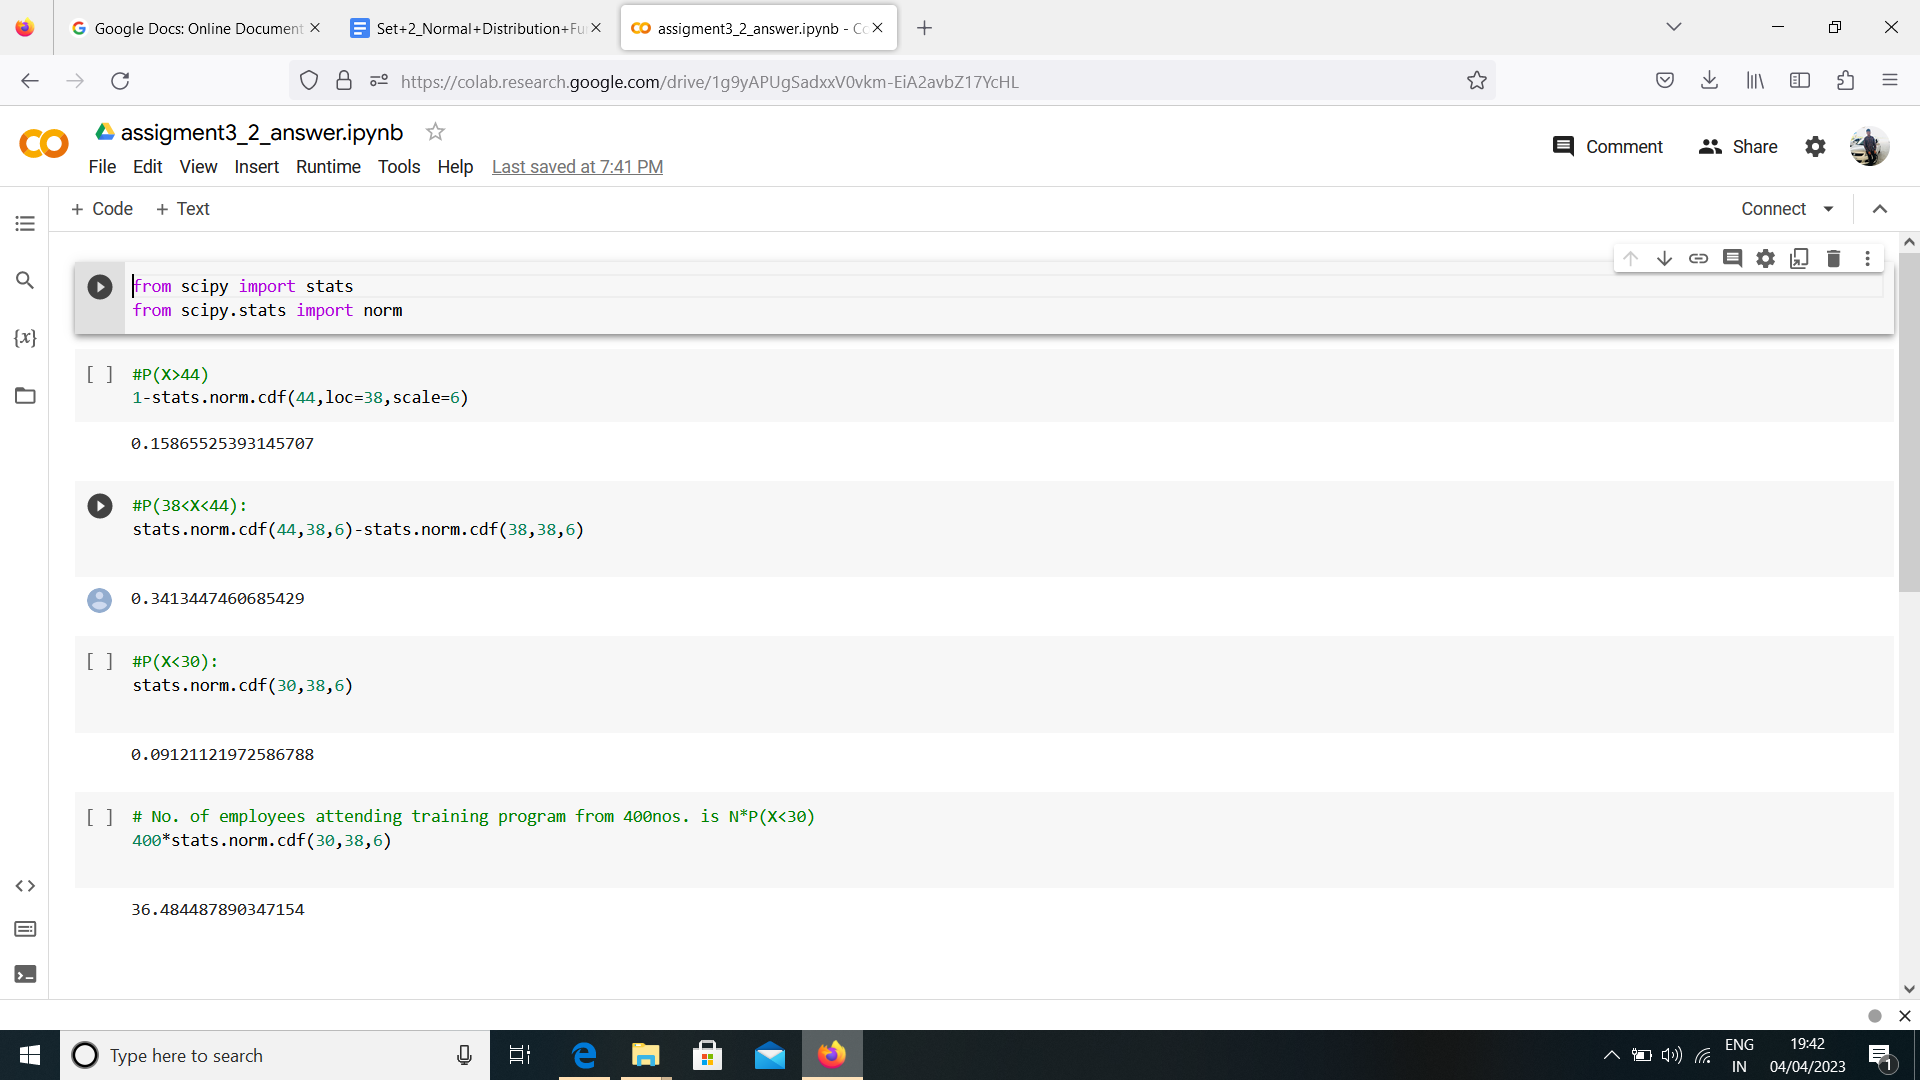 Google Docs: Online Document
Set+2_Normal+Distribution+Fu
assigment3_2_answer.ipynb - Co
https://colab.research.google.com/drive/1g9yAPUgSadxxV0vkm-EiA2avbZ17YcHL
assigment3_2_answer.ipynb
Comment
Share
File Edit View Insert Runtime Tools Help Last saved at 7:41 PM
+ Code + Text
Connect
from scipy import stats
from scipy.stats import norm
{x}
[ ] #P(X>44)
1-stats.norm.cdf(44,loc=38,scale=6)
0.15865525393145707
#P(38<X<44):
stats.norm.cdf(44,38,6)-stats.norm.cdf(38,38,6)
0.3413447460685429
[ ] #P(X<30):
stats.norm.cdf(30,38,6)
0.09121121972586788
[ ] # No. of employees attending training program from 400nos. is N*P(X<30)
400*stats.norm.cdf(30,38,6)
36.484487890347154
Type here to search
ENG
IN
19:42
04/04/2023
1